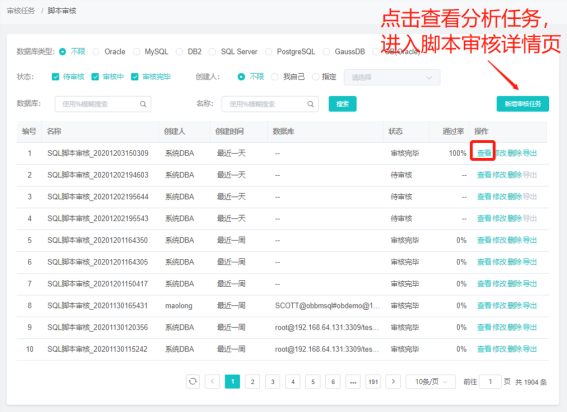 审核任务 / 脚本审核
点击查看分析任务，
进入脚本审核详情页
数据库类型: 不限 Oracle MySQL DB2 SQL Server PostgreSQL GaussDB (Oracle)
状态: 待审核 审核中 审核完毕 创建人: 不限 我自己 指定 请选择
数据库: 使用%模糊搜索 名称: 使用%模糊搜索 搜索 新增审核任务
编号 名称 创建人 创建时间 数据库 状态 通过率 操作
1 SQL脚本审核_20201203150309 系统DBA 最近一天 -- 审核完毕 100% 查看 修改 删除 导出
2 SQL脚本审核_20201202194603 系统DBA 最近一天 -- 待审核 -- 查看 修改 删除 导出
3 SQL脚本审核_20201202195644 系统DBA 最近一天 -- 待审核 -- 查看 修改 删除 导出
4 SQL脚本审核_20201202195543 系统DBA 最近一天 -- 待审核 -- 查看 修改 删除 导出
5 SQL脚本审核_20201201164350 系统DBA 最近一周 -- 审核完毕 0% 查看 修改 删除 导出
6 SQL脚本审核_20201201164305 系统DBA 最近一周 -- 审核完毕 0% 查看 修改 删除 导出
7 SQL脚本审核_20201201150417 系统DBA 最近一周 -- 审核完毕 0% 查看 修改 删除 导出
8 SQL脚本审核_20201130165431 maolong 最近一周 SCOTT@obbmsql#obdemo@1... 审核完毕 0% 查看 修改 删除 导出
9 SQL脚本审核_20201130120356 系统DBA 最近一周 root@192.168.64.131:3309/tes... 审核完毕 0% 查看 修改 删除 导出
10 SQL脚本审核_20201130115242 系统DBA 最近一周 root@192.168.64.131:3309/tes... 审核完毕 0% 查看 修改 删除 导出
1 2 3 4 5 6 ... 191 10条/页 前往 1 页 共 1904 条